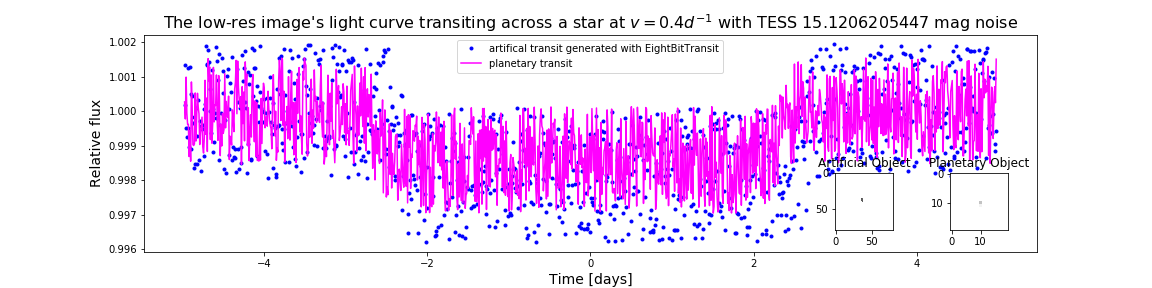 The low-res image's light curve transiting across a star at v = 0.4d⁻¹ with TESS 15.1206205447 mag noise
artifical transit generated with EightBitTransit
planetary transit
Relative flux
1.002
1.001
1.000
0.999
0.998
0.997
0.996
−4
−2
0
2
4
Time [days]
Artificial Object
0
50
0
50
Planetary Object
0
10
0
10